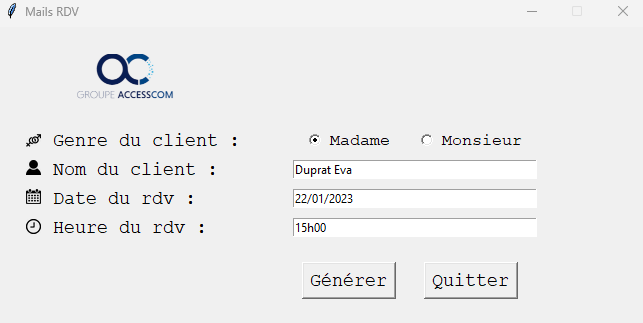 Mails RDV
GROUPE ACCESSCOM
Genre du client : Madame Monsieur
Nom du client : Duprat Eva
Date du rdv : 22/01/2023
Heure du rdv : 15h00
Générer Quitter